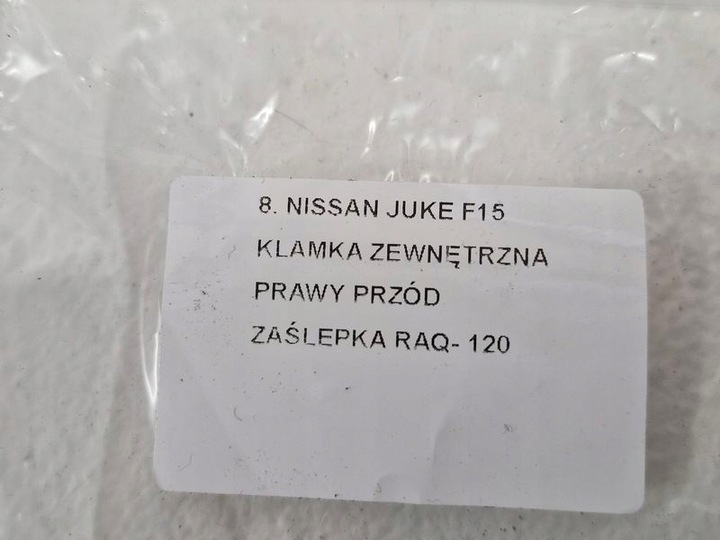 8. NISSAN JUKE F15
KLAMKA ZEWNĘTRZNA
PRAWY PRZÓD
ZAŚLEPKA RAQ- 120